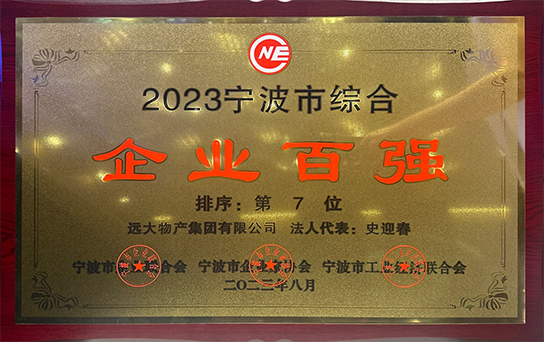 NE
2023宁波市综合
企业百强
排序：第 7 位
远大物产集团有限公司 法人代表：史迎春
宁波市 合会 宁波市企 协会 宁波市工业 联合会
二〇二三年八月